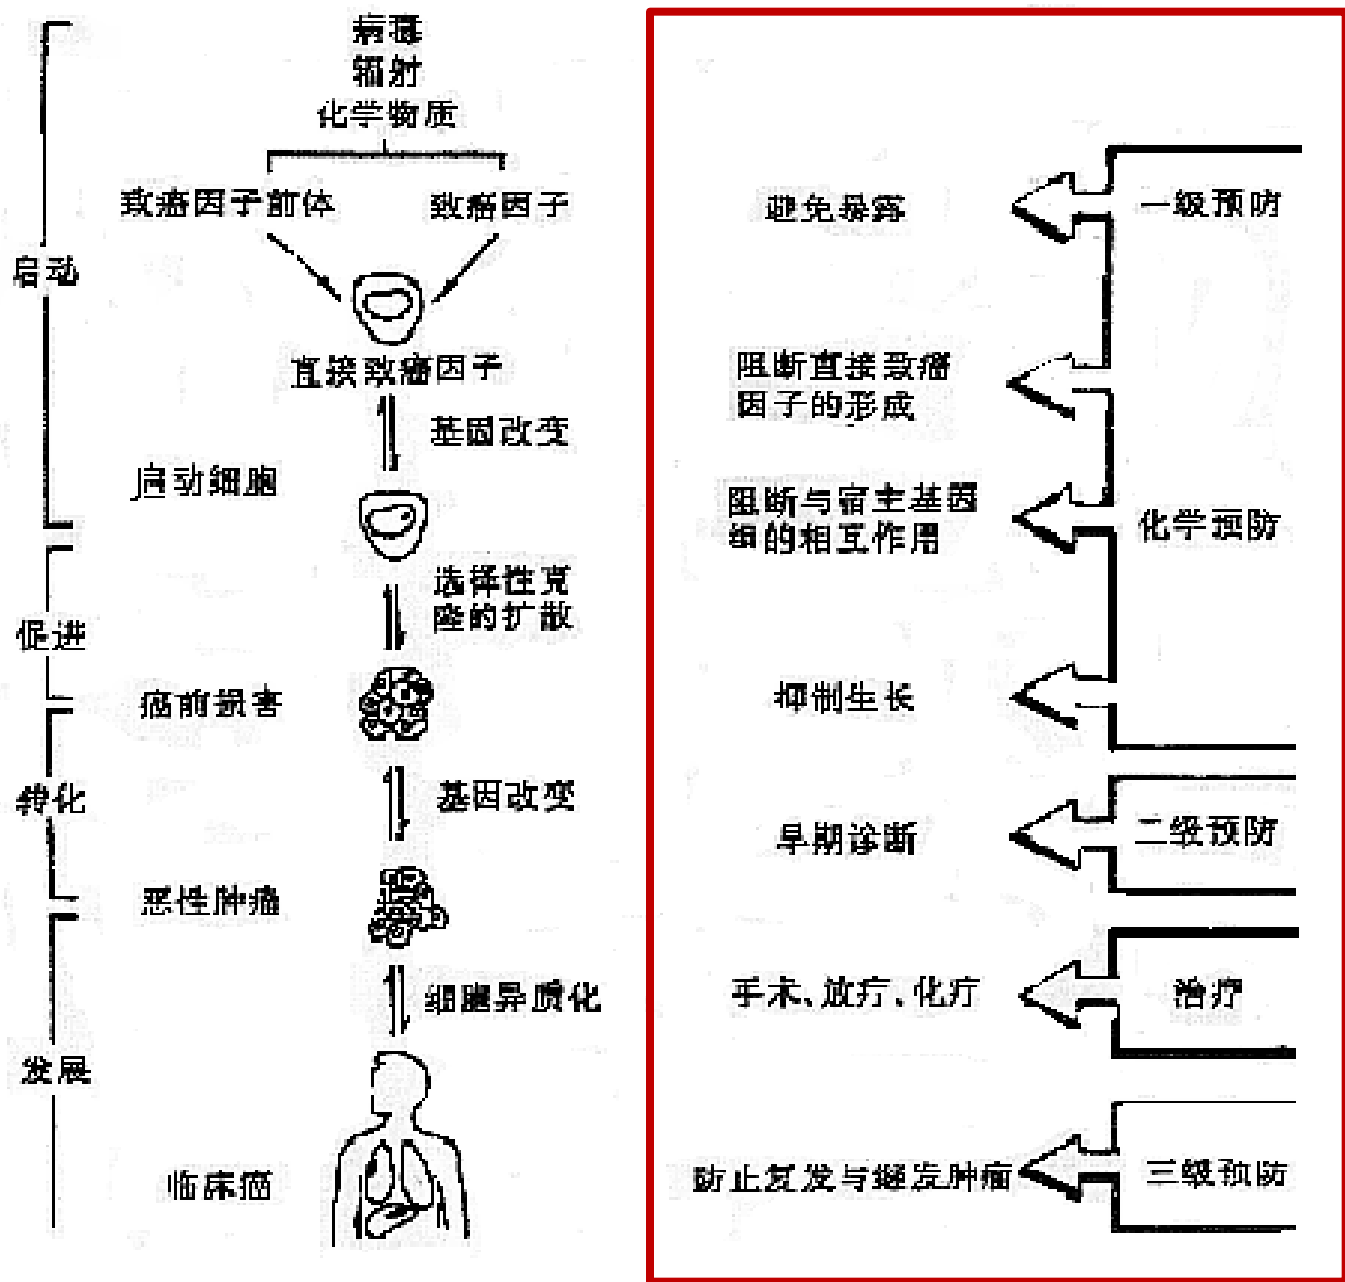 病毒
辐射
化学物质
致癌因子前体
致癌因子
启动
直接致癌因子
基因改变
启动细胞
选择性克
隆的扩散
促进
癌前损害
转化
基因改变
恶性肿瘤
细胞异质化
发展
临床癌
避免暴露
一级预防
阻断直接致癌
因子的形成
阻断与宿主基因
组的相互作用
化学预防
抑制生长
早期诊断
二级预防
手术、放疗、化疗
治疗
防止复发与继发肿瘤
三级预防